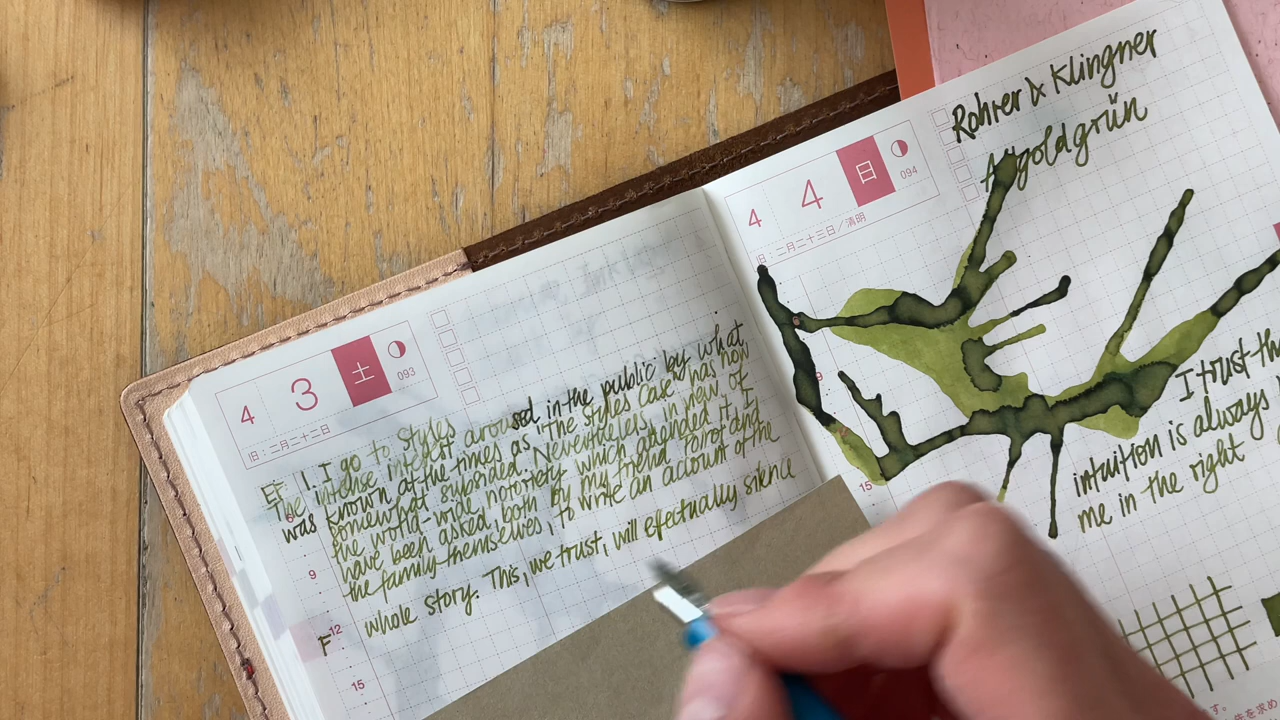 4 3 土
093
旧：二月二十二日
EF 1. I go to Styles
The intense interest aroused in the public by what
was known at the times as "The Styles Case" has now
somewhat subsided. Nevertheless, in view of
the world-wide notoriety which attended it, I
have been asked, both by my friend Poirot and
the family themselves, to write an account of the
whole story. This, we trust, will effectually silence
F
9
12
15
4 4 日
094
旧：二月二十三日／清明
Rohrer & Klingner
Altgoldgrün
9
15
I trust
intuition is always
me in the right